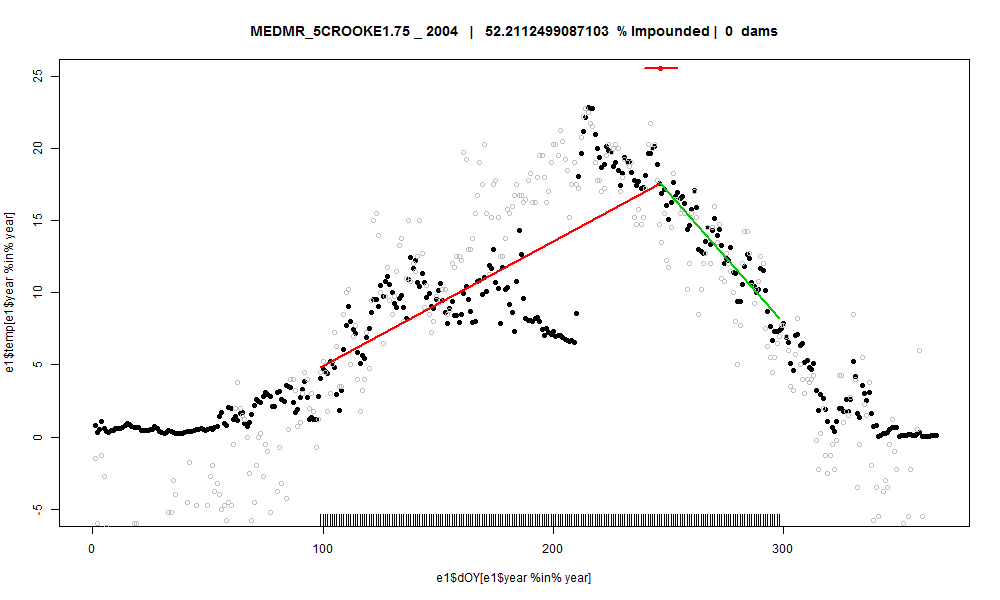 MEDMR_5CROOKE1.75 _ 2004 | 52.2112499087103 % Impounded | 0 dams
25
20
15
10
5
0
-5
e1$temp[e1$year %in% year]
0 100 200 300
e1$dOY[e1$year %in% year]